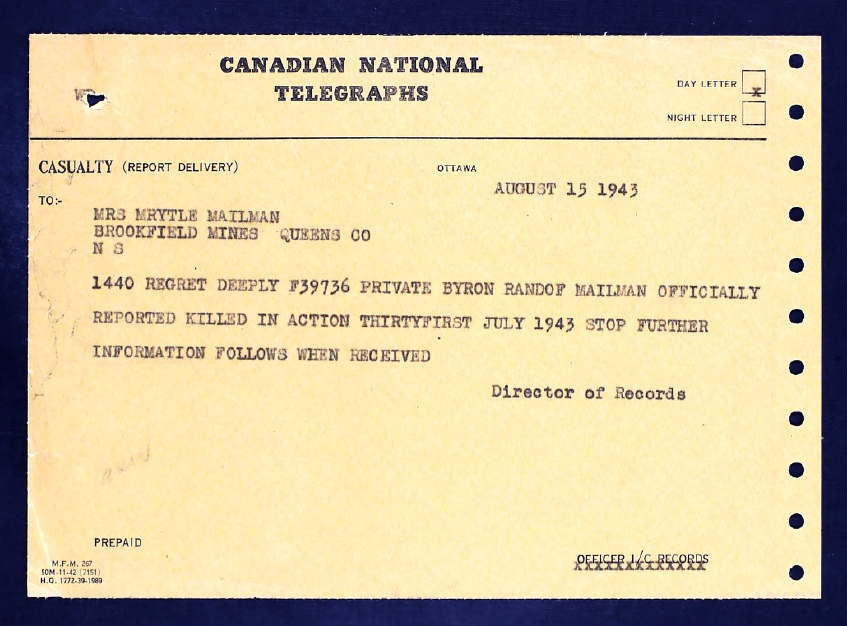 CANADIAN NATIONAL
TELEGRAPHS
DAY LETTER x
NIGHT LETTER
CASUALTY (REPORT DELIVERY)
OTTAWA
AUGUST 15 1943
TO:-
MRS MRYTLE MAILMAN
BROOKFIELD MINES QUEENS CO
N S
1440 REGRET DEEPLY F39736 PRIVATE BYRON RANDOF MAILMAN OFFICIALLY
REPORTED KILLED IN ACTION THIRTYFIRST JULY 1943 STOP FURTHER
INFORMATION FOLLOWS WHEN RECEIVED
Director of Records
PREPAID
M.F.M. 267
50M-11-42 (7151)
H.Q. 1772-39-1989
OFFICER I/C RECORDS